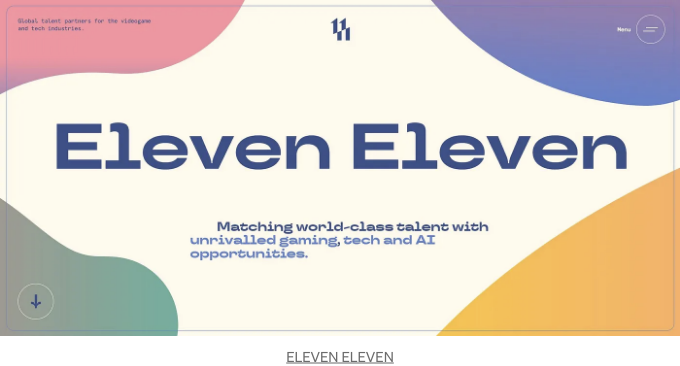 Global talent partners for the videogame
and tech industries.
11
Menu
Eleven Eleven
Matching world-class talent with
unrivalled gaming, tech and AI
opportunities.
ELEVEN ELEVEN